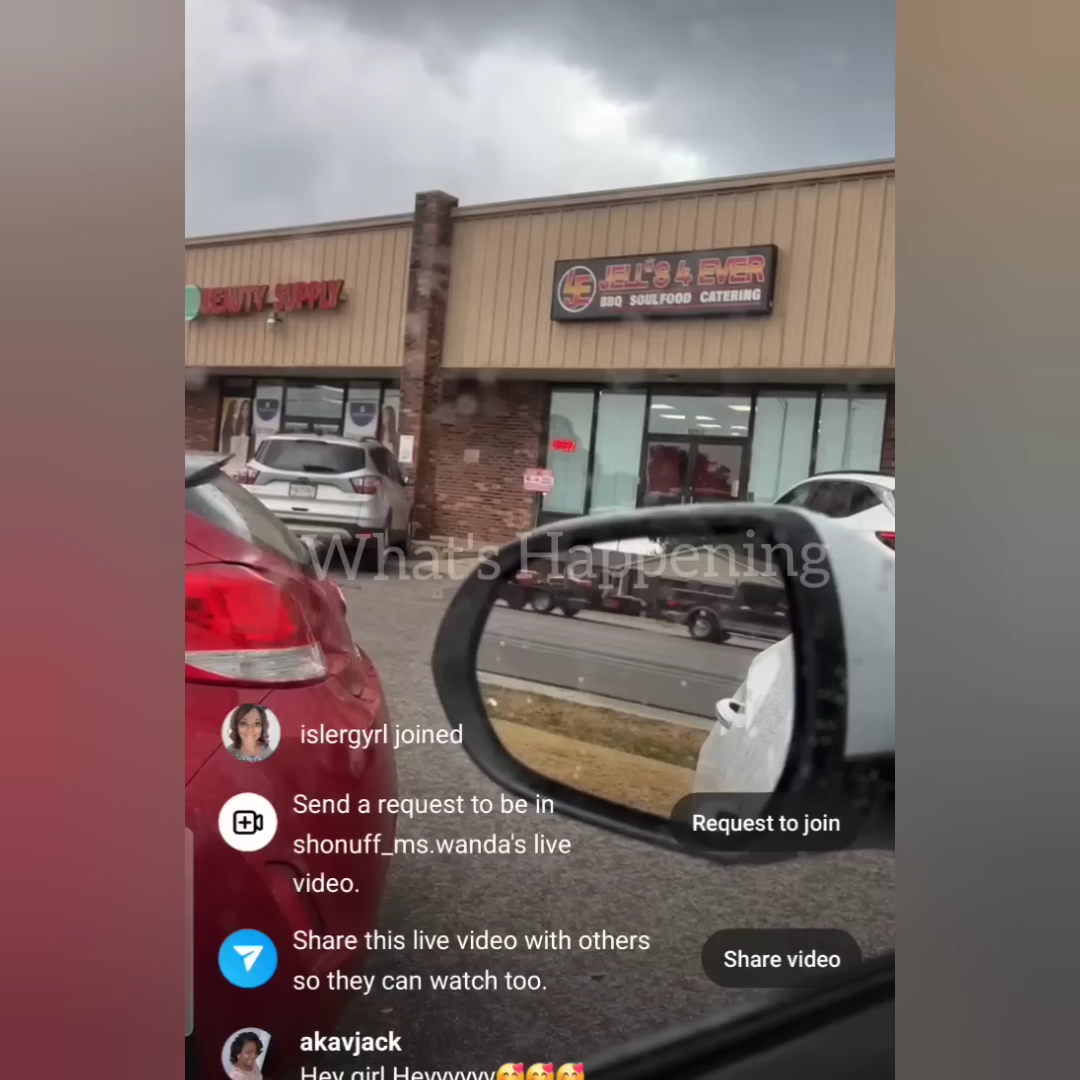 BEAUTY SUPPLY
4E JELL'S 4 EVER
BBQ SOULFOOD CATERING
What's Happening
islergyrl joined
Send a request to be in
shonuff_ms.wanda's live
video.
Request to join
Share this live video with others
so they can watch too.
Share video
akavjack
Hey girl Heyyyyyy🥰🥰🥰